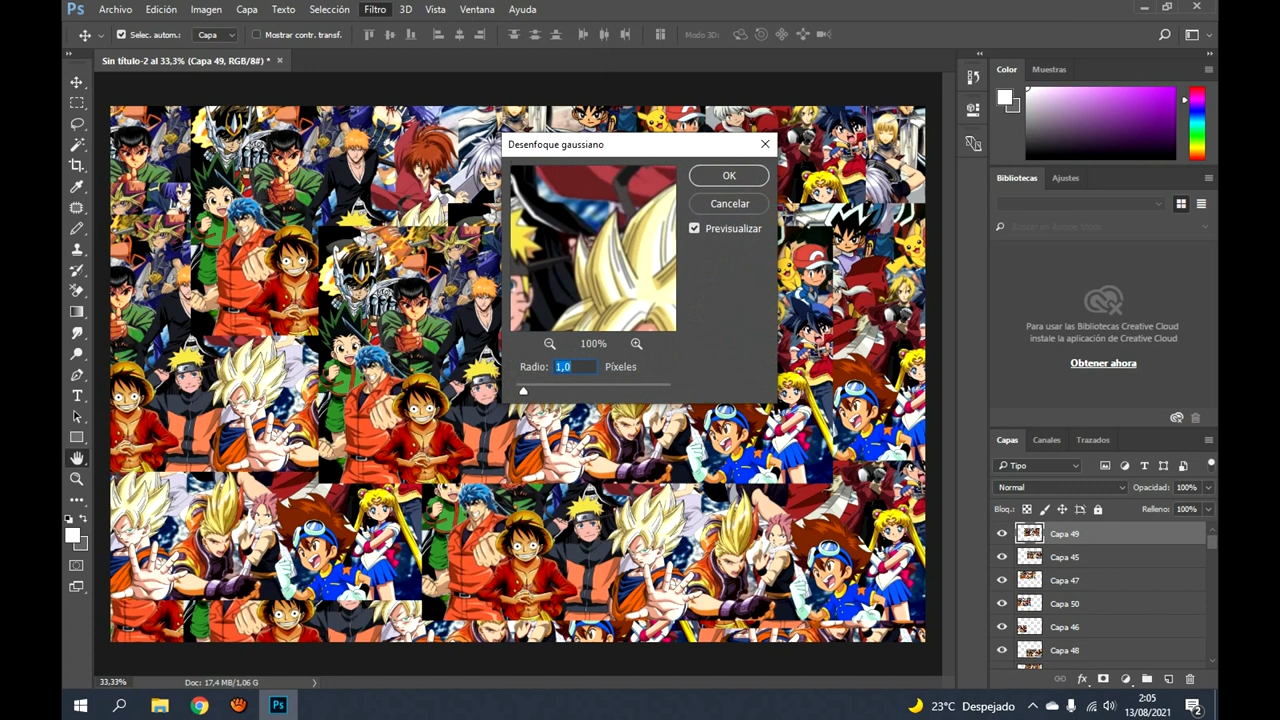 Ps Archivo Edición Imagen Capa Texto Selección Filtro 3D Vista Ventana Ayuda
Selec. autom.: Capa Mostrar contr. transf. Modo 3D:
Sin título-2 al 33,3% (Capa 49, RGB/8#) * ×
Color Muestras
Desenfoque gaussiano
OK
Cancelar
Previsualizar
100%
Radio: 1,0 Píxeles
Bibliotecas Ajustes
Para usar las Bibliotecas Creative Cloud
instale la aplicación de Creative Cloud
Obtener ahora
Capas Canales Trazados
Tipo
Normal Opacidad: 100%
Bloq.: Relleno: 100%
Capa 49
Capa 45
Capa 47
Capa 50
Capa 46
Capa 48
33,33% Doc: 17,4 MB/1,06 G
Ps 23°C Despejado 2:05
13/08/2021 2